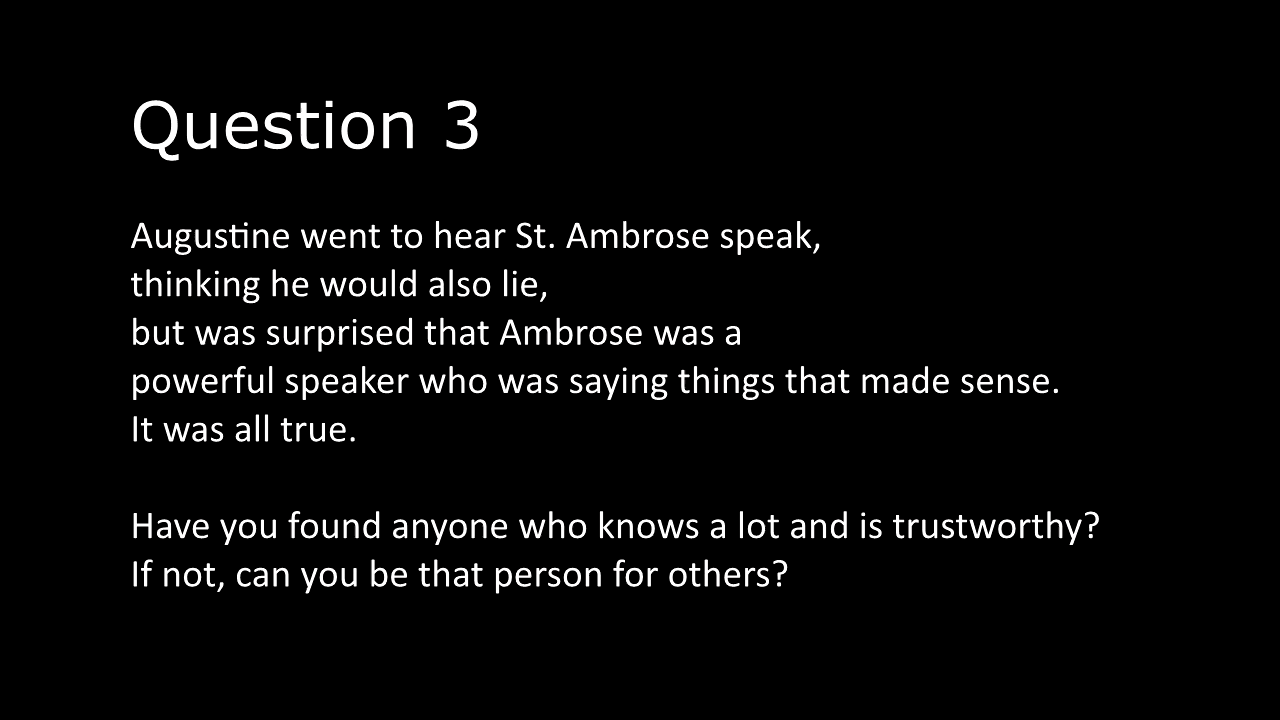 Question 3
Augustine went to hear St. Ambrose speak,
thinking he would also lie,
but was surprised that Ambrose was a
powerful speaker who was saying things that made sense.
It was all true.
Have you found anyone who knows a lot and is trustworthy?
If not, can you be that person for others?